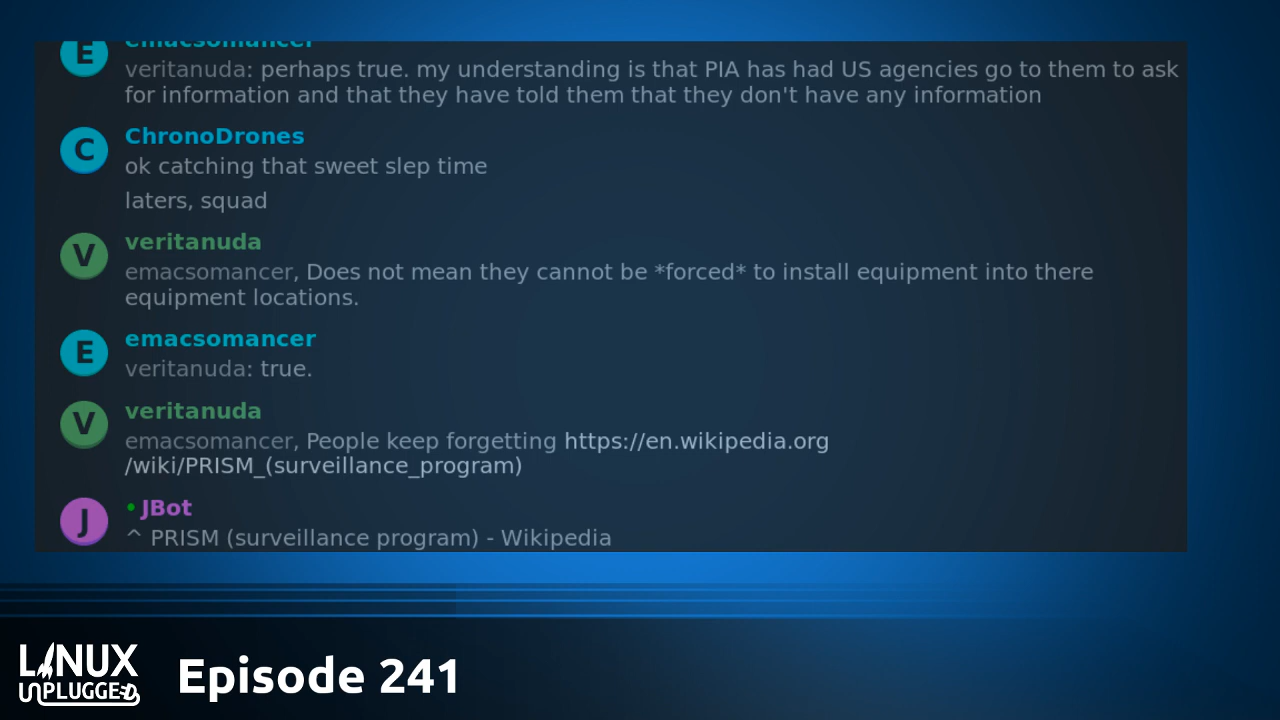 E
emacsomancer
veritanuda: perhaps true. my understanding is that PIA has had US agencies go to them to ask
for information and that they have told them that they don't have any information
C
ChronoDrones
ok catching that sweet slep time
laters, squad
V
veritanuda
emacsomancer, Does not mean they cannot be *forced* to install equipment into there
equipment locations.
E
emacsomancer
veritanuda: true.
V
veritanuda
emacsomancer, People keep forgetting https://en.wikipedia.org
/wiki/PRISM_(surveillance_program)
J
• JBot
^ PRISM (surveillance program) - Wikipedia
LINUX
UNPLUGGED
Episode 241